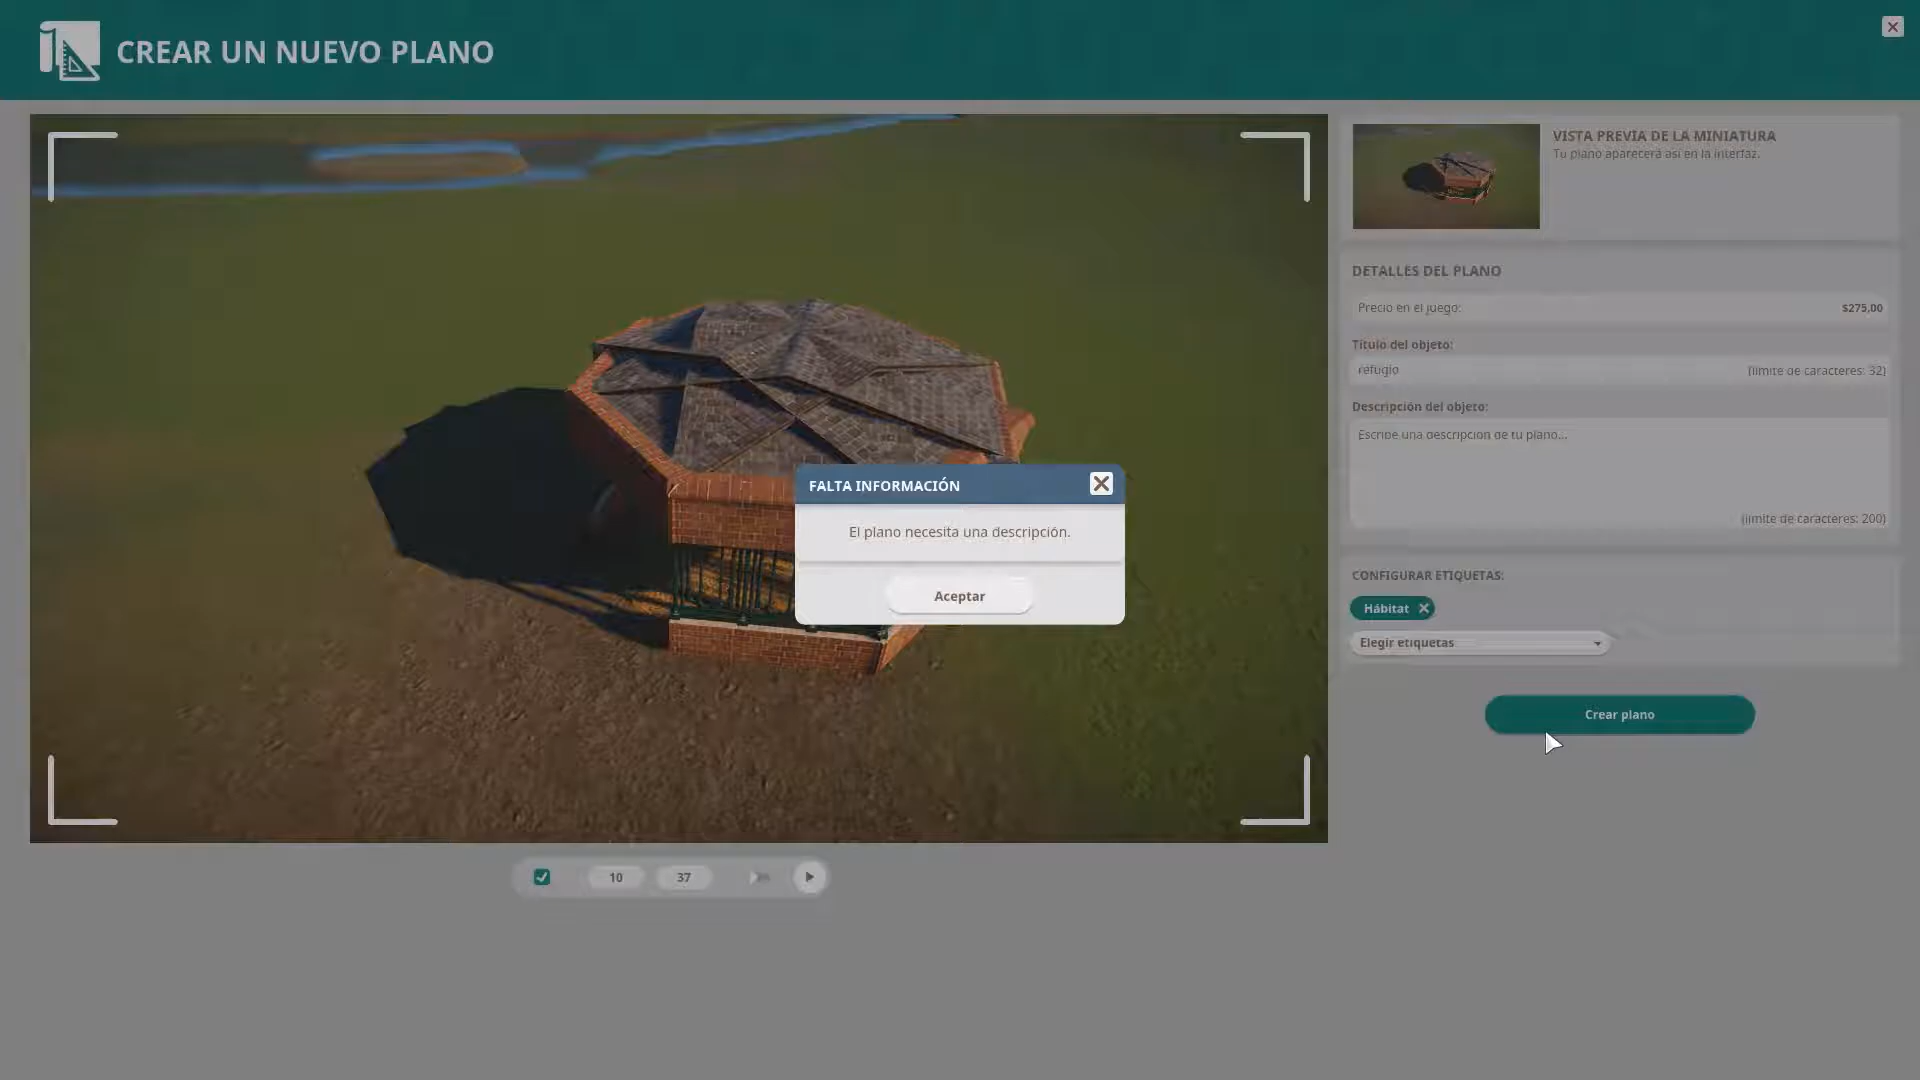 CREAR UN NUEVO PLANO
VISTA PREVIA DE LA MINIATURA
Tu plano aparecerá así en la interfaz.
DETALLES DEL PLANO
Precio en el juego: $275,00
Título del objeto:
refugio (límite de caracteres: 32)
Descripción del objeto:
Escribe una descripción de tu plano...
(límite de caracteres: 200)
FALTA INFORMACIÓN
El plano necesita una descripción.
Aceptar
CONFIGURAR ETIQUETAS:
Hábitat
Elegir etiquetas
Crear plano
10 37